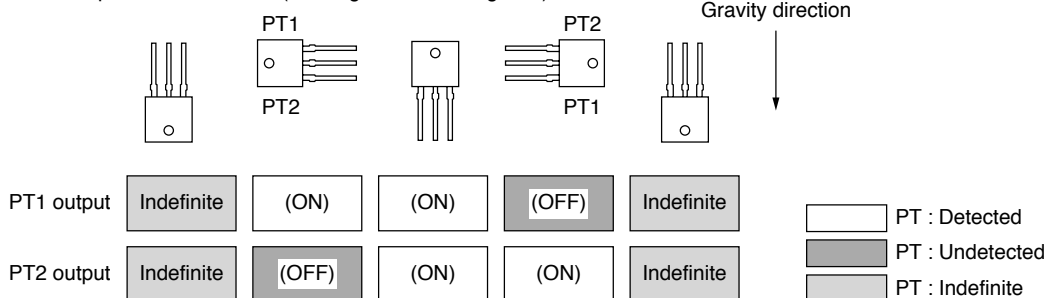 Gravity direction
PT1
PT2
PT2
PT1
PT1 output Indefinite (ON) (ON) (OFF) Indefinite
PT2 output Indefinite (OFF) (ON) (ON) Indefinite
PT : Detected
PT : Undetected
PT : Indefinite